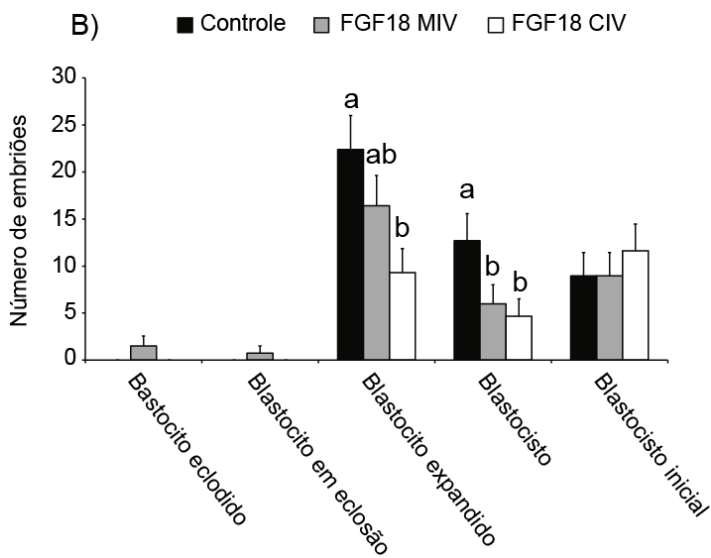 B)
Controle FGF18 MIV FGF18 CIV
Número de embriões
30
25
20
15
10
5
0
a
ab
b
a
b
b
Bastocito eclodido
Blastocito em eclosão
Blastocito expandido
Blastocisto
Blastocisto inicial